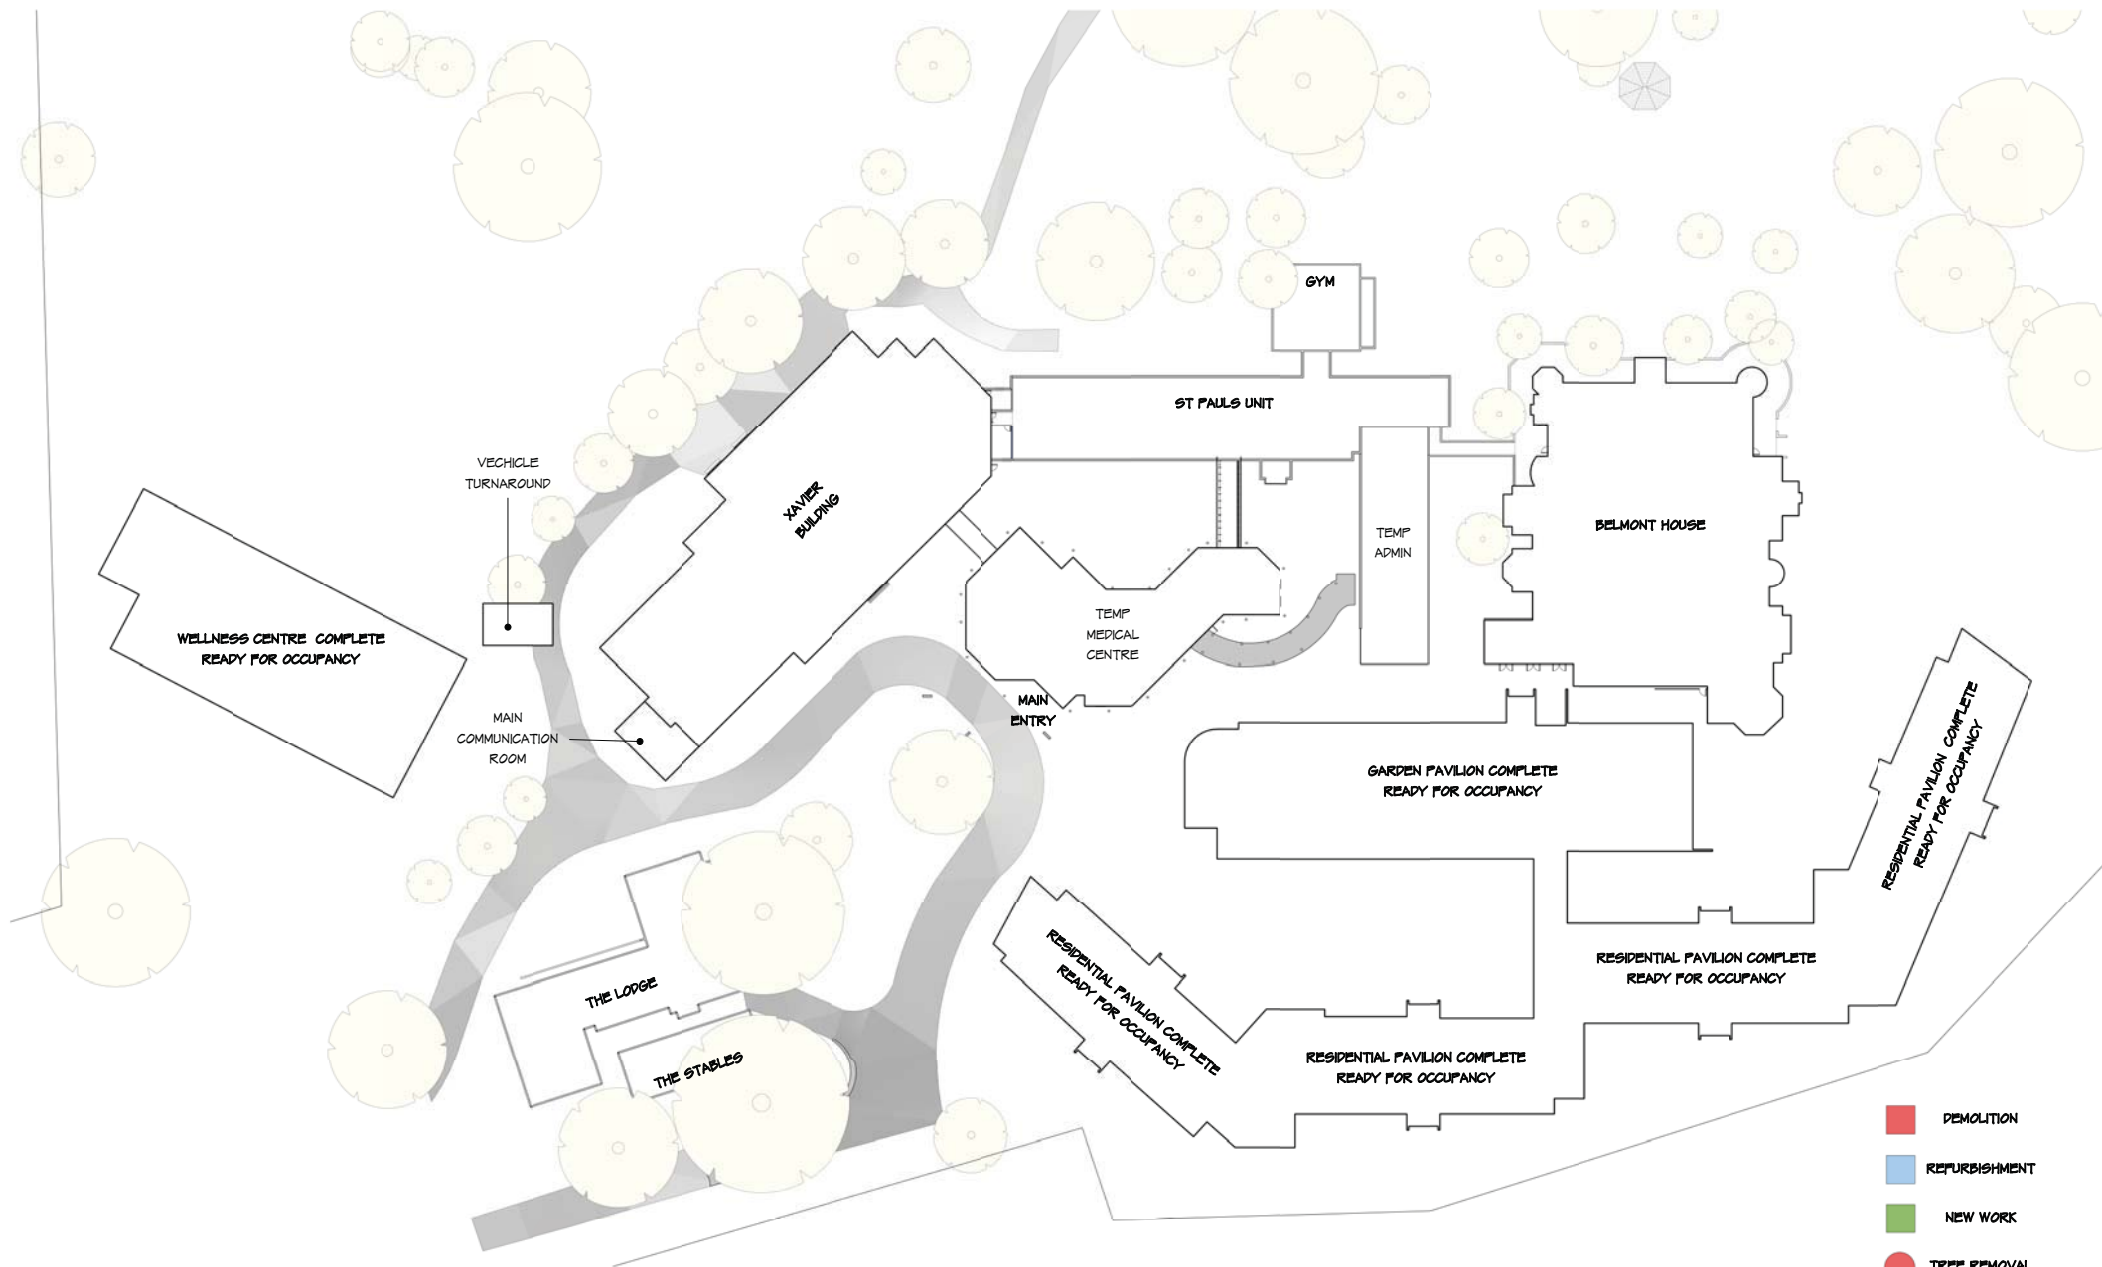 GYM
ST PAULS UNIT
VECHICLE
TURNAROUND
XAVIER
BUILDING
BELMONT HOUSE
TEMP
ADMIN
WELLNESS CENTRE COMPLETE
READY FOR OCCUPANCY
TEMP
MEDICAL
CENTRE
MAIN
ENTRY
MAIN
COMMUNICATION
ROOM
GARDEN PAVILION COMPLETE
READY FOR OCCUPANCY
RESIDENTIAL PAVILION COMPLETE
READY FOR OCCUPANCY
RESIDENTIAL PAVILION COMPLETE
READY FOR OCCUPANCY
RESIDENTIAL PAVILION COMPLETE
READY FOR OCCUPANCY
THE LODGE
THE STABLES
RESIDENTIAL PAVILION COMPLETE
READY FOR OCCUPANCY
DEMOLITION
REFURBISHMENT
NEW WORK
TREE REMOVAL